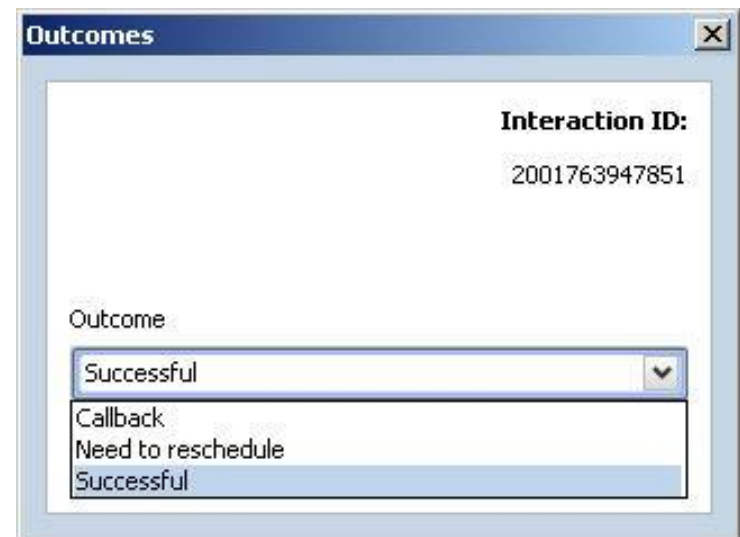 Outcomes
Interaction ID:
2001763947851
Outcome
Successful
Callback
Need to reschedule
Successful